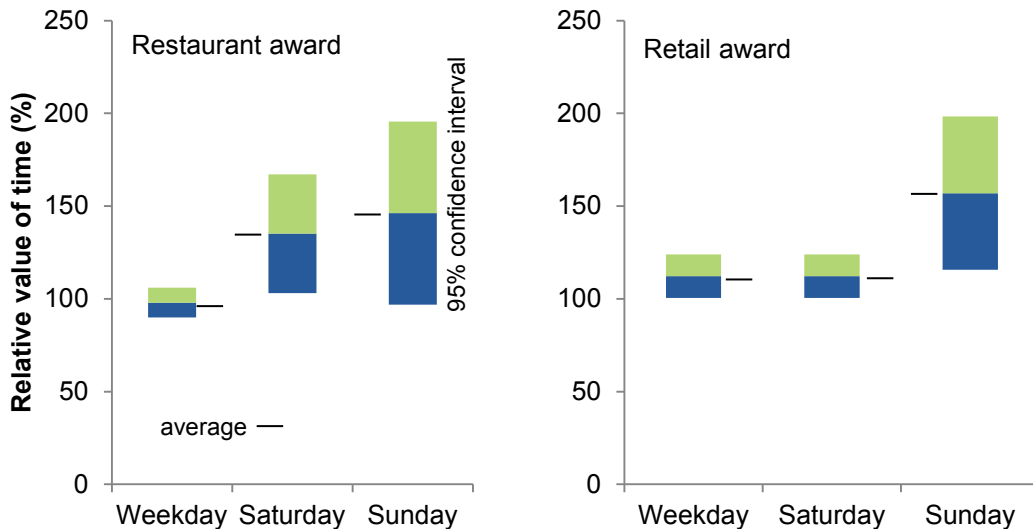 Relative value of time (%)
250
200
150
100
50
0
Restaurant award
95% confidence interval
average
Weekday Saturday Sunday
250
200
150
100
50
0
Retail award
Weekday Saturday Sunday